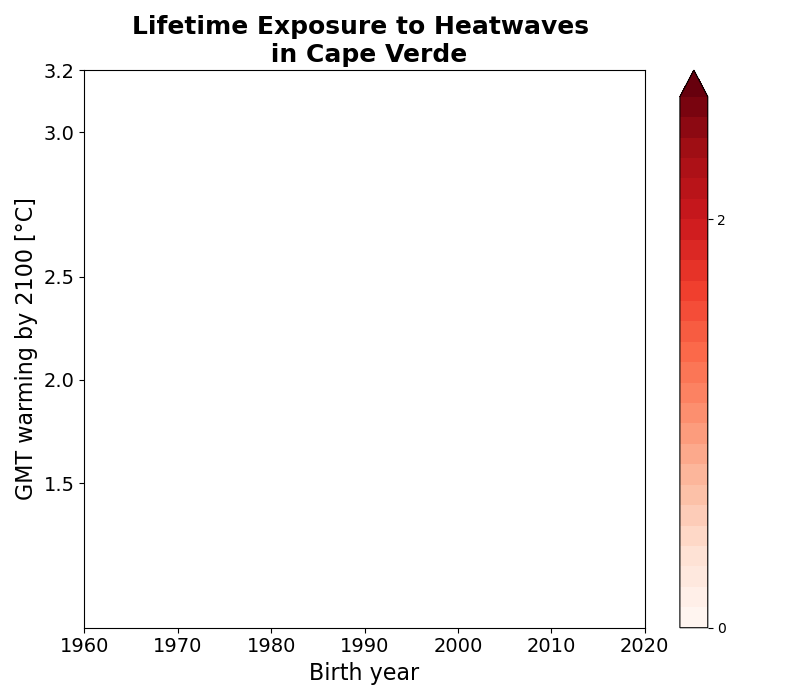 Lifetime Exposure to Heatwaves
in Cape Verde
GMT warming by 2100 [°C]
3.2
3.0
2.5
2.0
1.5
1960 1970 1980 1990 2000 2010 2020
Birth year
2
0